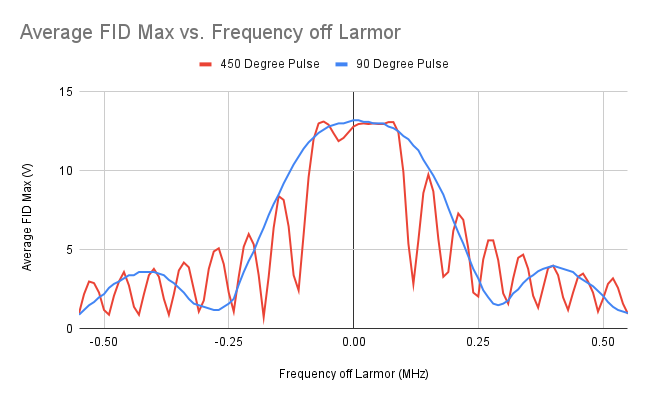 Average FID Max vs. Frequency off Larmor
450 Degree Pulse
90 Degree Pulse
Average FID Max (V)
15
10
5
0
-0.50
-0.25
0.00
0.25
0.50
Frequency off Larmor (MHz)